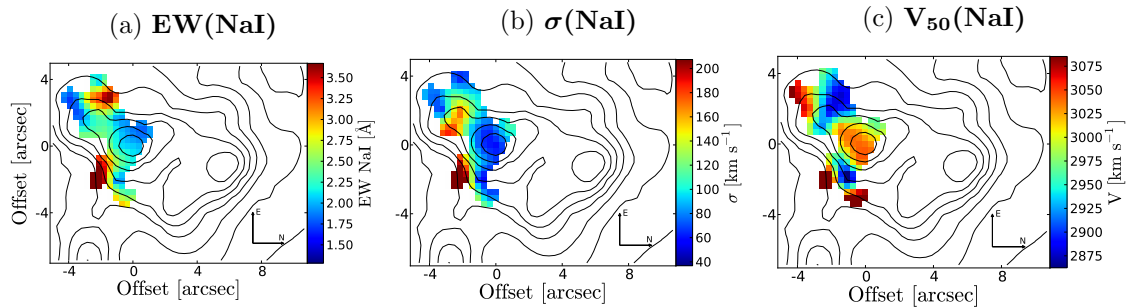 (a) EW(NaI)
(b) σ(NaI)
(c) V₅₀(NaI)
Offset [arcsec]
4
0
-4
-4 0 4 8
Offset [arcsec]
E
N
3.50
3.25
3.00
2.75
2.50
2.25
2.00
1.75
1.50
EW NaI [Å]
4
0
-4
-4 0 4 8
Offset [arcsec]
E
N
200
180
160
140
120
100
80
60
40
σ [km s⁻¹]
4
0
-4
-4 0 4 8
Offset [arcsec]
E
N
3075
3050
3025
3000
2975
2950
2925
2900
2875
V [km s⁻¹]